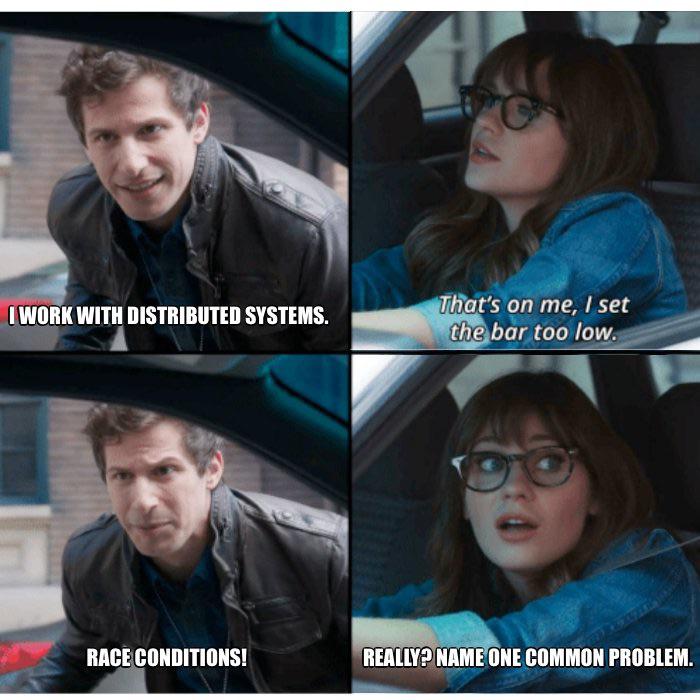 I WORK WITH DISTRIBUTED SYSTEMS.
That's on me, I set
the bar too low.
RACE CONDITIONS!
REALLY? NAME ONE COMMON PROBLEM.